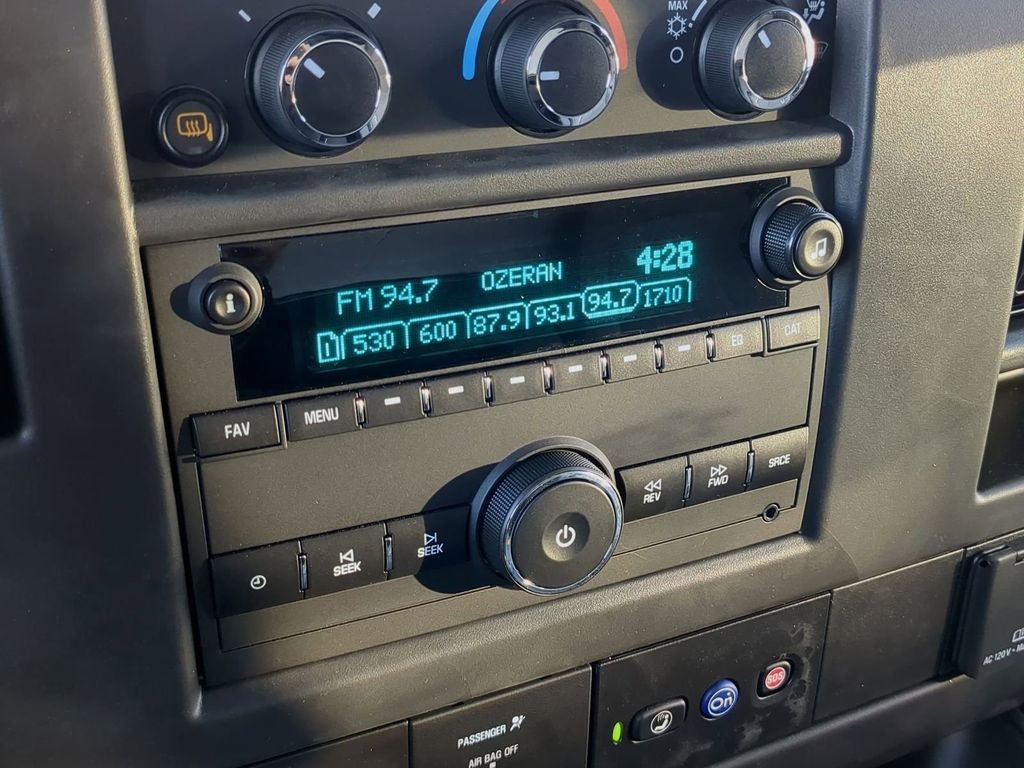 MAX
FM 94.7 OZERAN 4:28
1 530 600 87.9 93.1 94.7 1710
i
FAV MENU EQ CAT
SEEK SEEK REV FWD SRCE
PASSENGER
AIR BAG OFF
On SOS
AC 120V